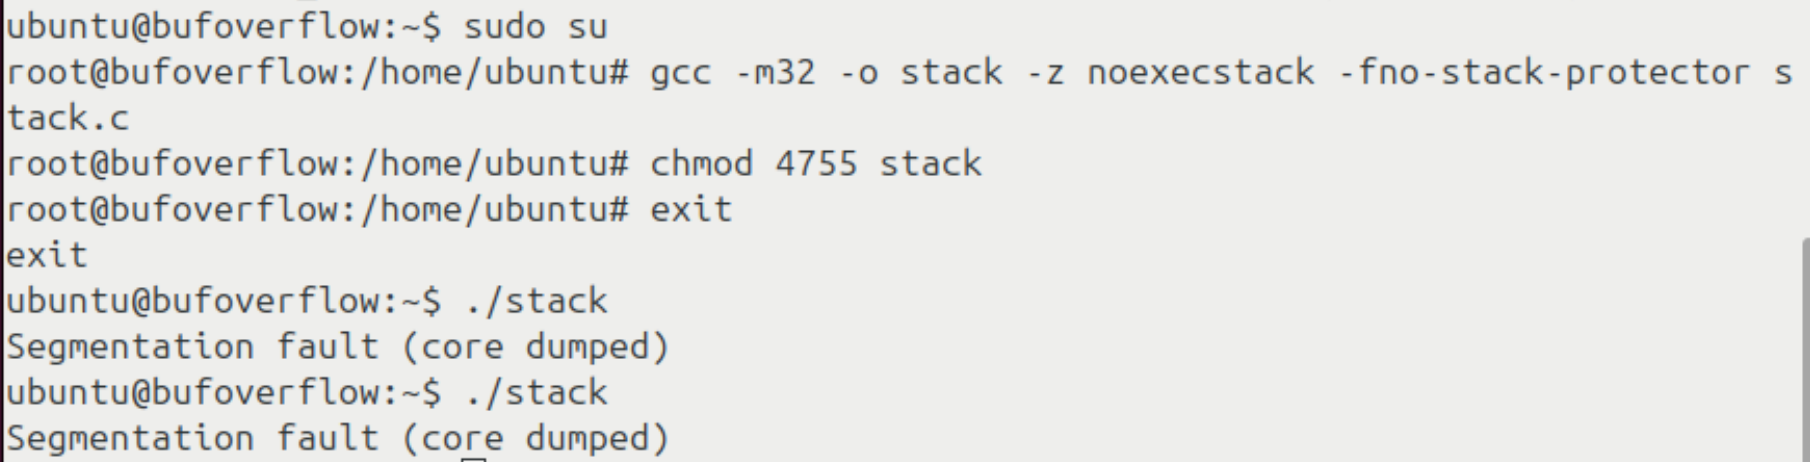 ubuntu@bufoverflow:~$ sudo su
root@bufoverflow:/home/ubuntu# gcc -m32 -o stack -z noexecstack -fno-stack-protector s
tack.c
root@bufoverflow:/home/ubuntu# chmod 4755 stack
root@bufoverflow:/home/ubuntu# exit
exit
ubuntu@bufoverflow:~$ ./stack
Segmentation fault (core dumped)
ubuntu@bufoverflow:~$ ./stack
Segmentation fault (core dumped)